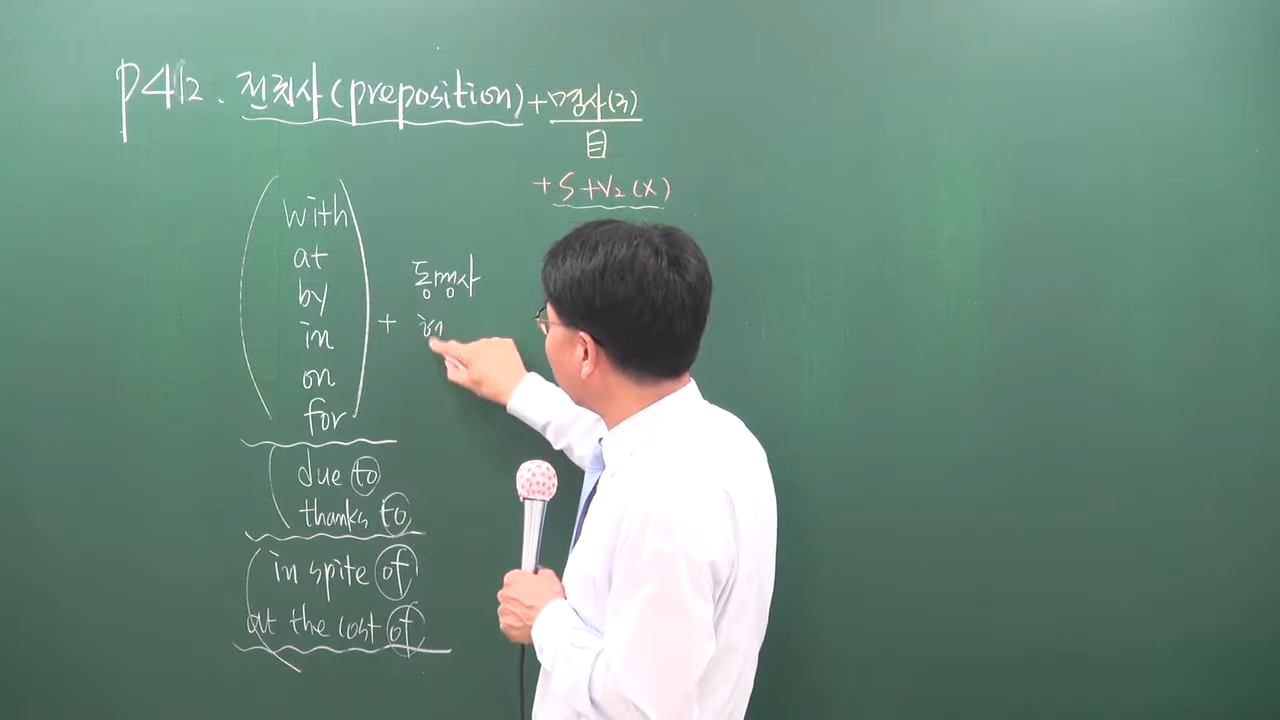 P412. 전치사(preposition)+명사(구)
目
+S+V₂(X)
with
at
by
in
on
for
+
동명사
due to
thanks to
in spite of
at the cost of